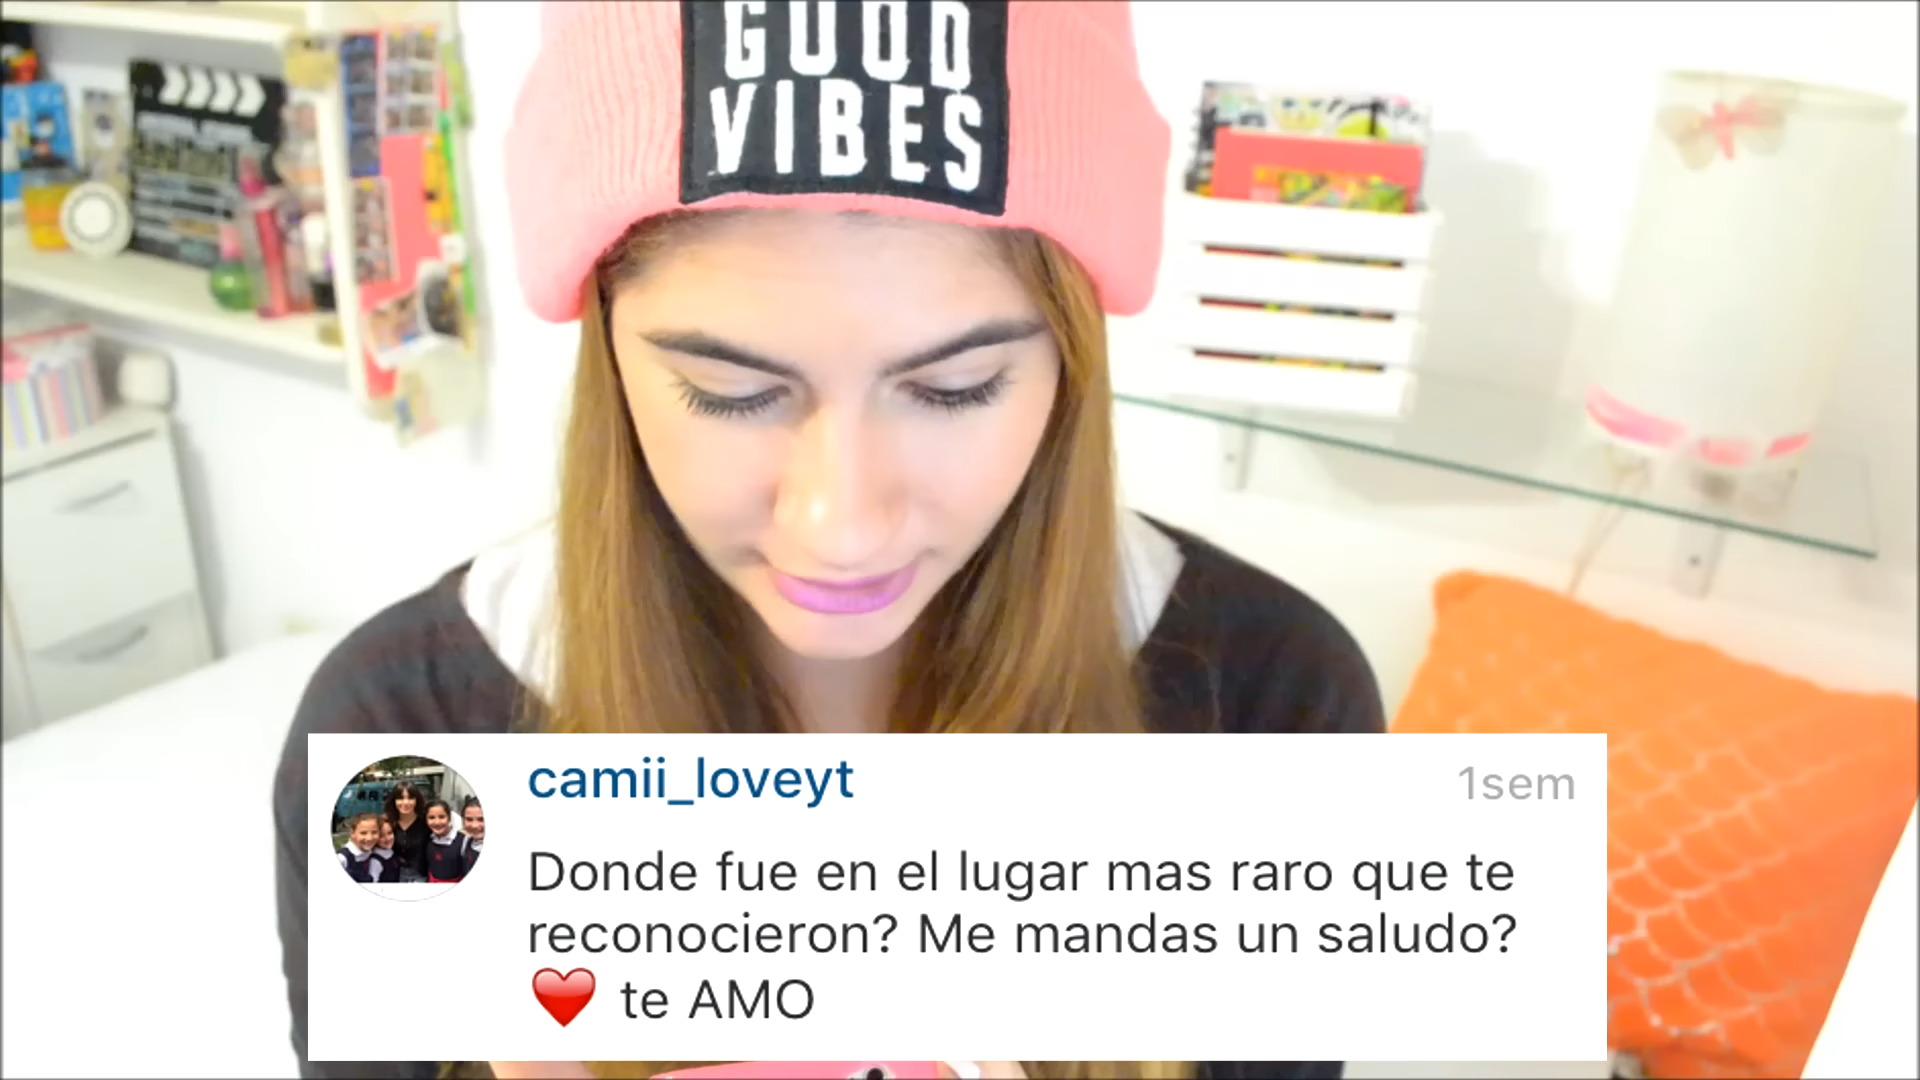 GOOD
VIBES
camii_loveyt
1sem
Donde fue en el lugar mas raro que te
reconocieron? Me mandas un saludo?
❤️ te AMO